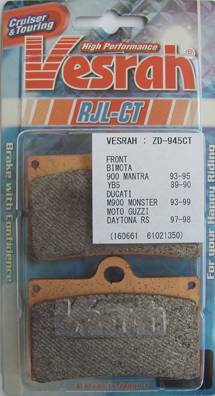 Cruiser & Touring
High Performance
Vesrah
RJL-CT
Brake with Confidence
For Your Happy Riding
VESRAH : ZD-945CT
FRONT
BIMOTA
900 MANTRA 93-95
YB5 89-90
DUCATI
M900 MONSTER 93-99
MOTO GUZZI
DAYTONA RS 97-98
(160661 61021350)